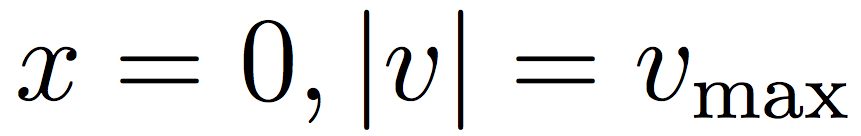 x = 0, |v| = v_max